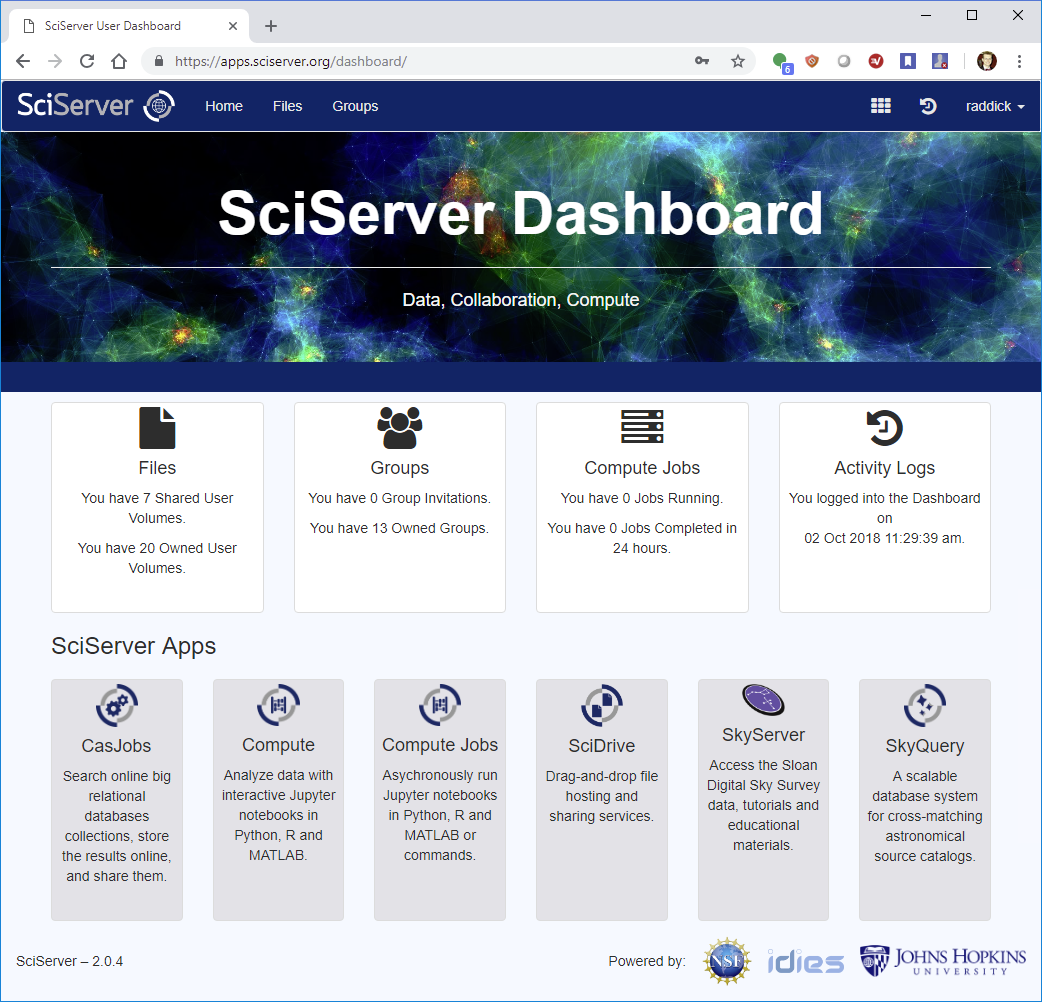 SciServer User Dashboard
https://apps.sciserver.org/dashboard/
6
SciServer
Home
Files
Groups
raddick
SciServer Dashboard
Data, Collaboration, Compute
Files
You have 7 Shared User
Volumes.
You have 20 Owned User
Volumes.
Groups
You have 0 Group Invitations.
You have 13 Owned Groups.
Compute Jobs
You have 0 Jobs Running.
You have 0 Jobs Completed in
24 hours.
Activity Logs
You logged into the Dashboard
on
02 Oct 2018 11:29:39 am.
SciServer Apps
CasJobs
Search online big
relational
databases
collections, store
the results online,
and share them.
Compute
Analyze data with
interactive Jupyter
notebooks in
Python, R and
MATLAB.
Compute Jobs
Asychronously run
Jupyter notebooks
in Python, R and
MATLAB or
commands.
SciDrive
Drag-and-drop file
hosting and
sharing services.
SkyServer
Access the Sloan
Digital Sky Survey
data, tutorials and
educational
materials.
SkyQuery
A scalable
database system
for cross-matching
astronomical
source catalogs.
SciServer – 2.0.4
Powered by:
NSF
idies
JOHNS HOPKINS
UNIVERSITY